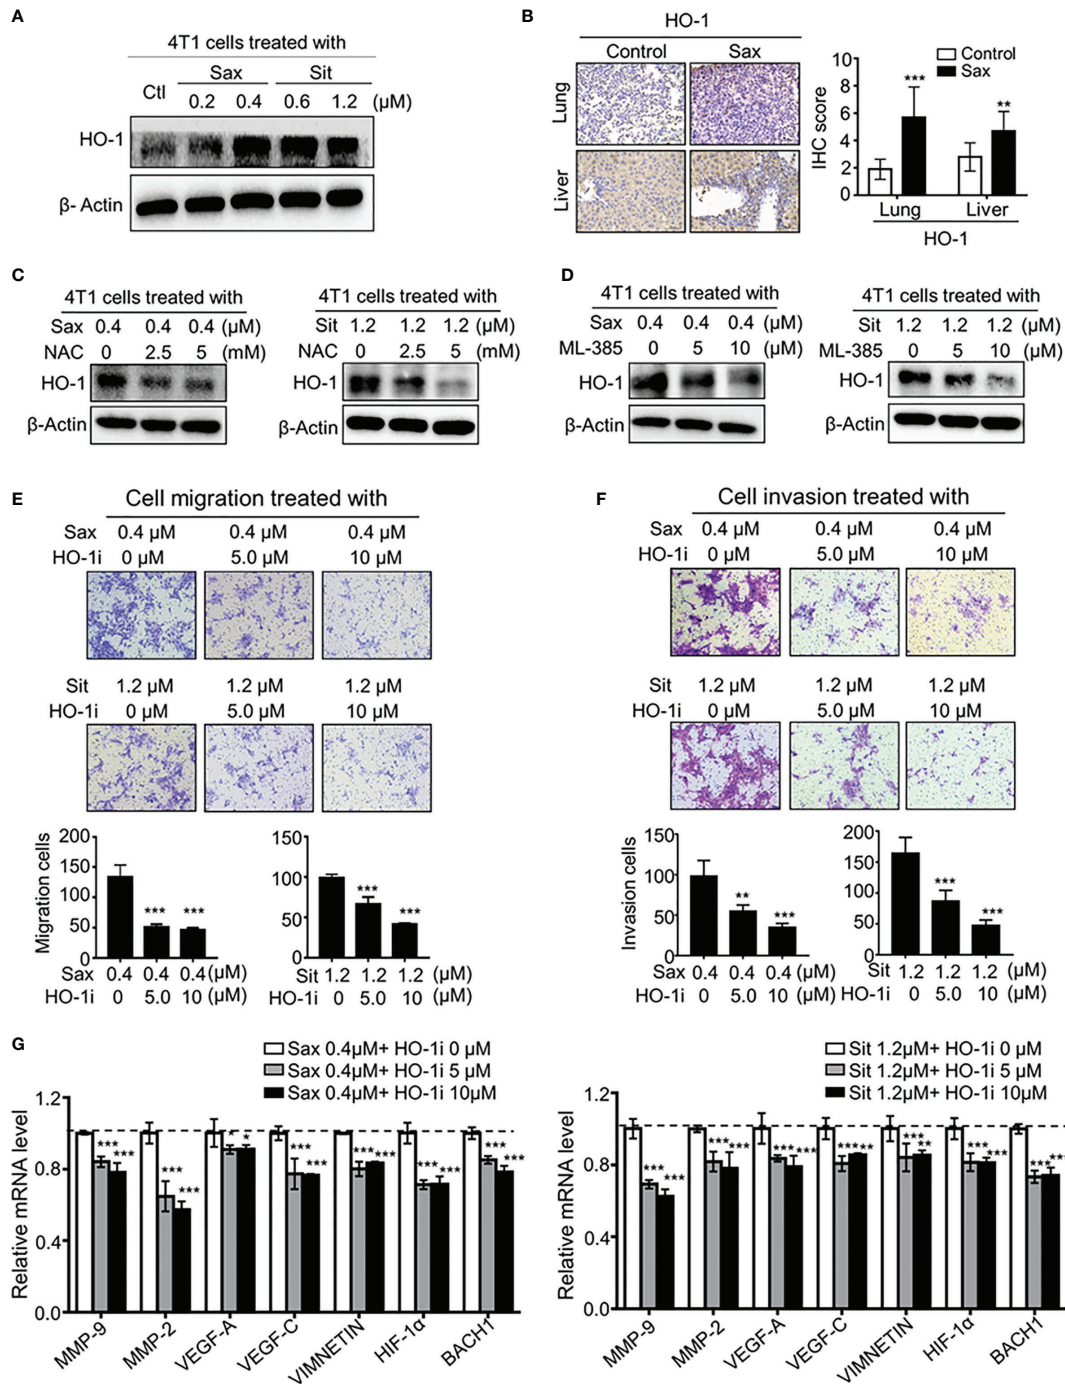 A
4T1 cells treated with
Ctl Sax Sit
0.2 0.4 0.6 1.2 (μM)
HO-1
β- Actin
B
HO-1
Control Sax
Lung
Liver
Control
Sax
IHC score
10
8
6
4
2
0
*** **
Lung Liver
HO-1
C
4T1 cells treated with
Sax 0.4 0.4 0.4 (μM)
NAC 0 2.5 5 (mM)
HO-1
β-Actin
4T1 cells treated with
Sit 1.2 1.2 1.2 (μM)
NAC 0 2.5 5 (mM)
HO-1
β-Actin
D
4T1 cells treated with
Sax 0.4 0.4 0.4 (μM)
ML-385 0 5 10 (μM)
HO-1
β-Actin
4T1 cells treated with
Sit 1.2 1.2 1.2 (μM)
ML-385 0 5 10 (μM)
HO-1
β-Actin
E
Cell migration treated with
Sax 0.4 μM 0.4 μM 0.4 μM
HO-1i 0 μM 5.0 μM 10 μM
Sit 1.2 μM 1.2 μM 1.2 μM
HO-1i 0 μM 5.0 μM 10 μM
Migration cells
200
150
100
50
0
*** ***
Sax 0.4 0.4 0.4 (μM)
HO-1i 0 5.0 10 (μM)
150
100
50
0
*** ***
Sit 1.2 1.2 1.2 (μM)
HO-1i 0 5.0 10 (μM)
F
Cell invasion treated with
Sax 0.4 μM 0.4 μM 0.4 μM
HO-1i 0 μM 5.0 μM 10 μM
Sit 1.2 μM 1.2 μM 1.2 μM
HO-1i 0 μM 5.0 μM 10 μM
Invasion cells
150
100
50
0
** ***
Sax 0.4 0.4 0.4 (μM)
HO-1i 0 5.0 10 (μM)
200
150
100
50
0
*** ***
Sit 1.2 1.2 1.2 (μM)
HO-1i 0 5.0 10 (μM)
G
Sax 0.4μM+ HO-1i 0 μM
Sax 0.4μM+ HO-1i 5 μM
Sax 0.4μM+ HO-1i 10μM
Relative mRNA level
1.2
0.8
0.4
0.0
*** *** *** *** * * *** *** *** *** *** *** *** ***
MMP-9 MMP-2 VEGF-A VEGF-C VIMNETIN HIF-1α BACH1
Sit 1.2μM+ HO-1i 0 μM
Sit 1.2μM+ HO-1i 5 μM
Sit 1.2μM+ HO-1i 10μM
Relative mRNA level
1.2
0.8
0.4
0.0
*** *** *** *** *** *** *** *** *** ** *** *** *** ***
MMP-9 MMP-2 VEGF-A VEGF-C VIMNETIN HIF-1α BACH1